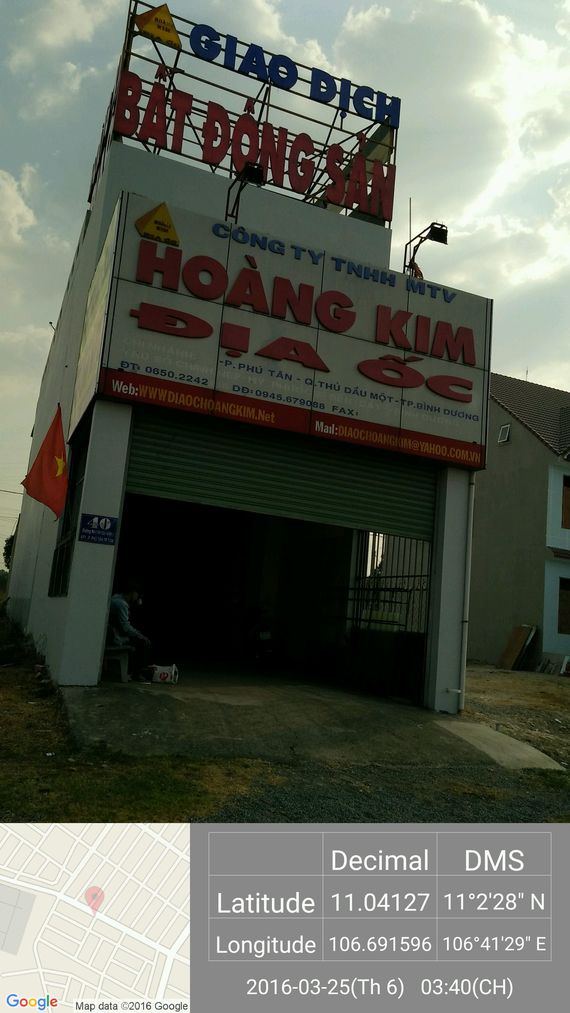 HOÀNG KIM
GIAO DỊCH
BẤT ĐỘNG SẢN
CÔNG TY TNHH MTV
HOÀNG KIM
ĐỊA ỐC
-P. PHÚ TÂN - Q. THỦ DẦU MỘT - TP. BÌNH DƯƠNG
ĐT: 0650.2242
DĐ: 0945.679088 FAX:
Web: WWW.DIAOCHOANGKIM.Net
Mail: DIAOCHOANGKIM@YAHOO.COM.VN
40
Decimal DMS
Latitude 11.04127 11°2'28" N
Longitude 106.691596 106°41'29" E
2016-03-25(Th 6) 03:40(CH)
Google Map data ©2016 Google